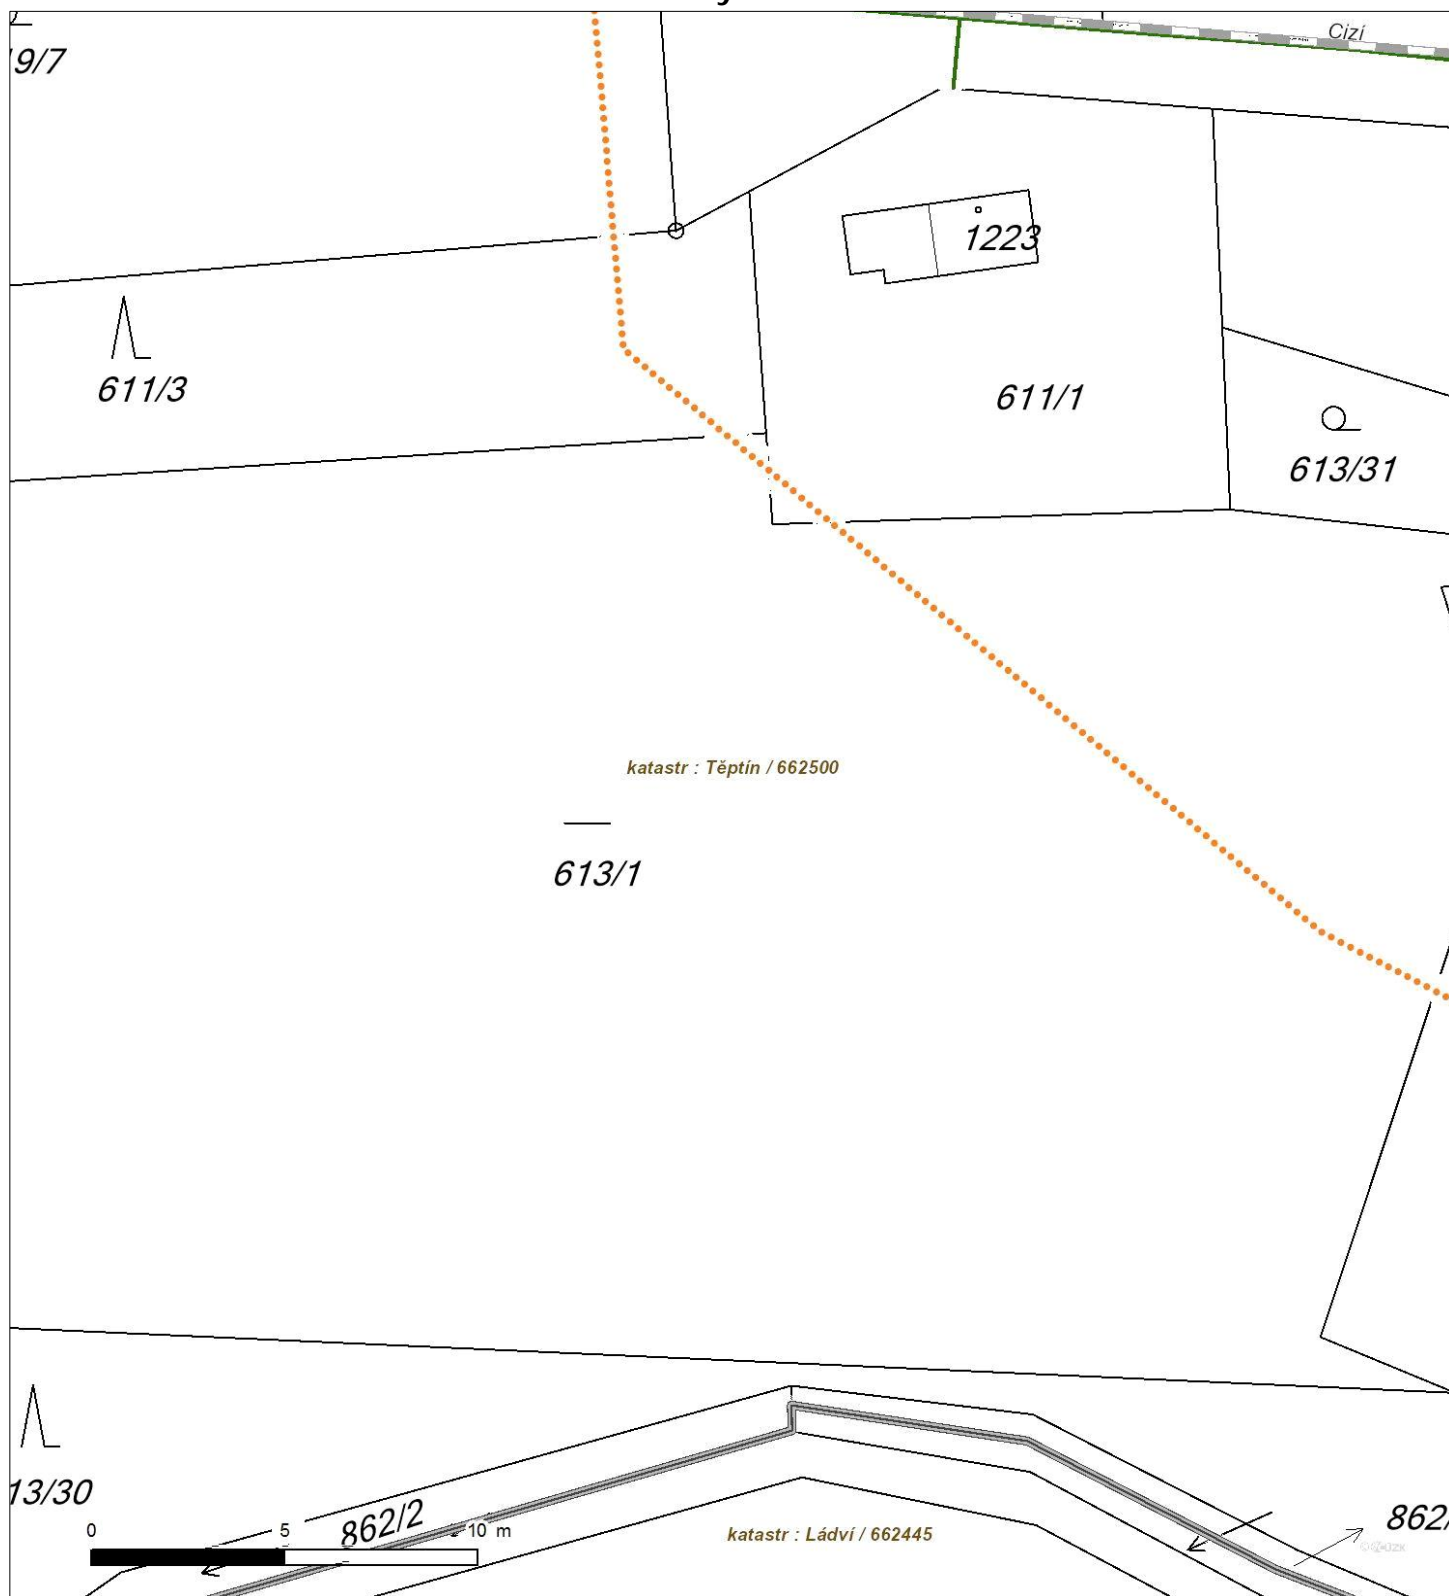 Cizí
19/7
1223
611/3
611/1
613/31
katastr : Těptín / 662500
613/1
13/30
862/2
862/
0 5 10 m
katastr : Ládví / 662445